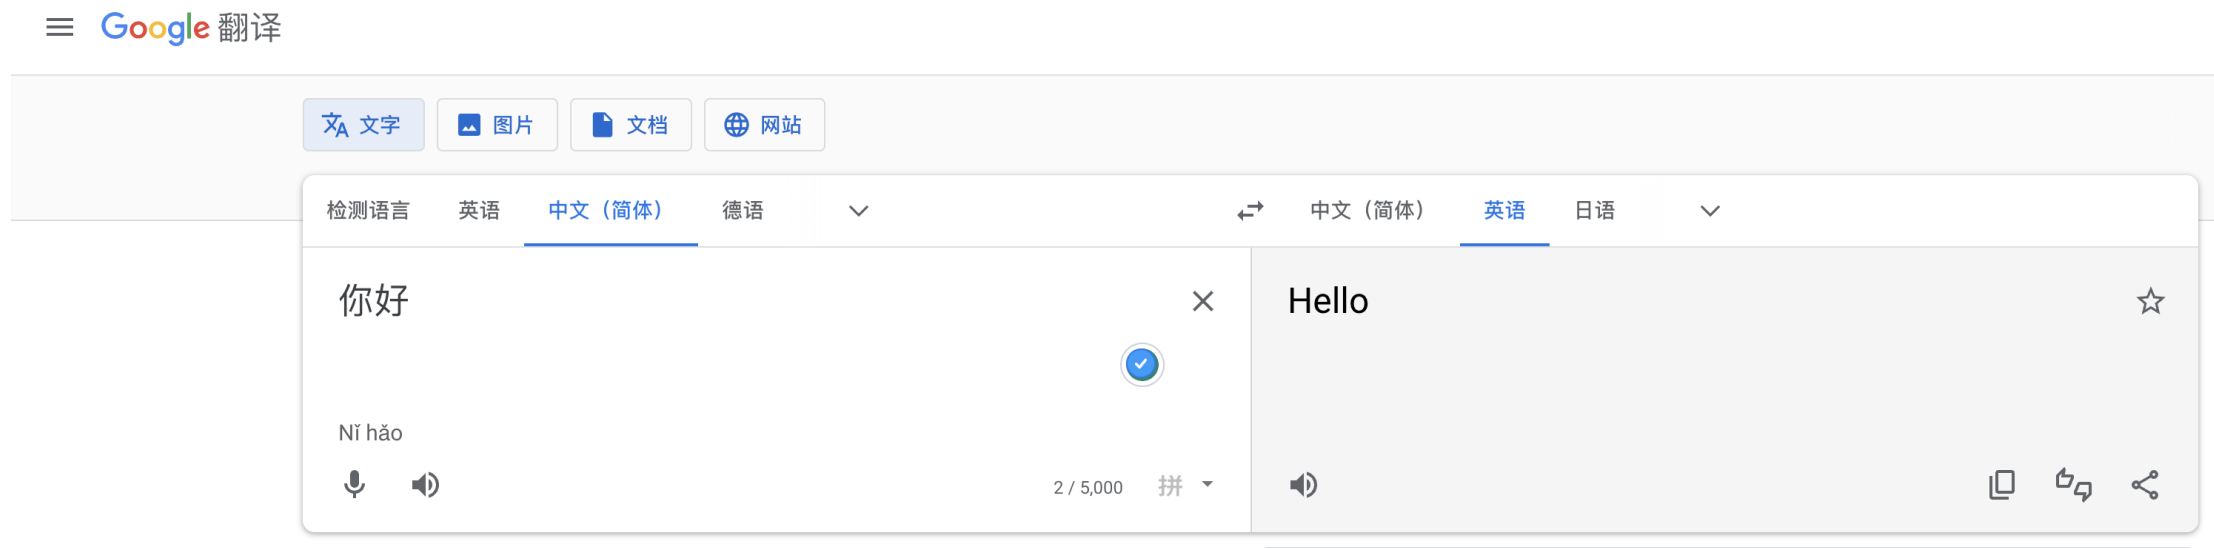 Google 翻译
文字 图片 文档 网站
检测语言 英语 中文（简体） 德语 中文（简体） 英语 日语
你好
Hello
Nǐ hǎo
2 / 5,000 拼